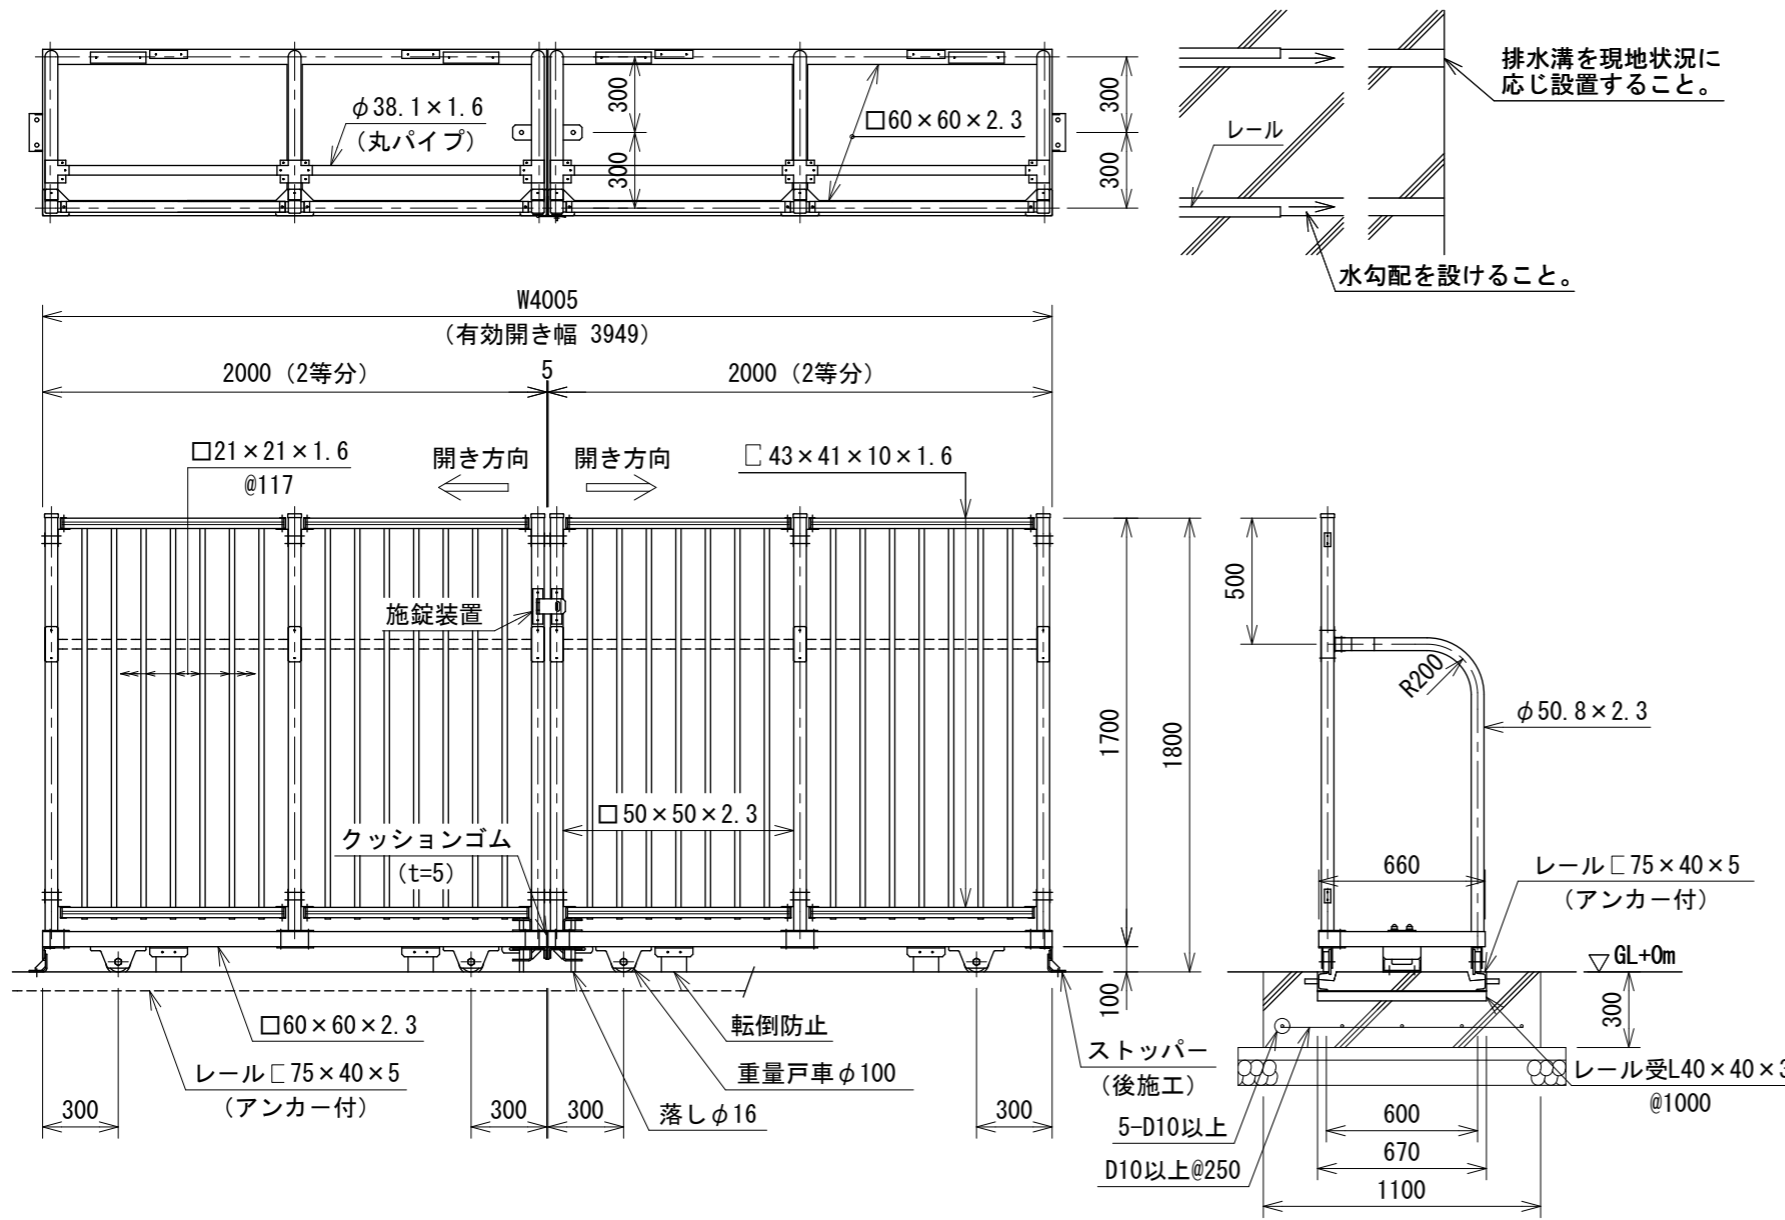 排水溝を現地状況に
応じ設置すること。
φ38.1×1.6
(丸パイプ)
300
300
□60×60×2.3
300
300
レール
水勾配を設けること。
W4005
(有効開き幅 3949)
2000 (2等分)
5
2000 (2等分)
□21×21×1.6
@117
開き方向
開き方向
⊏43×41×10×1.6
施錠装置
500
R200
φ50.8×2.3
1700
1800
□50×50×2.3
クッションゴム
(t=5)
660
レール⊏75×40×5
(アンカー付)
▽GL+0m
100
300
□60×60×2.3
転倒防止
ストッパー
(後施工)
レール⊏75×40×5
(アンカー付)
重量戸車φ100
レール受L40×40×3
@1000
300
300
300
落しφ16
300
5-D10以上
600
D10以上@250
670
1100